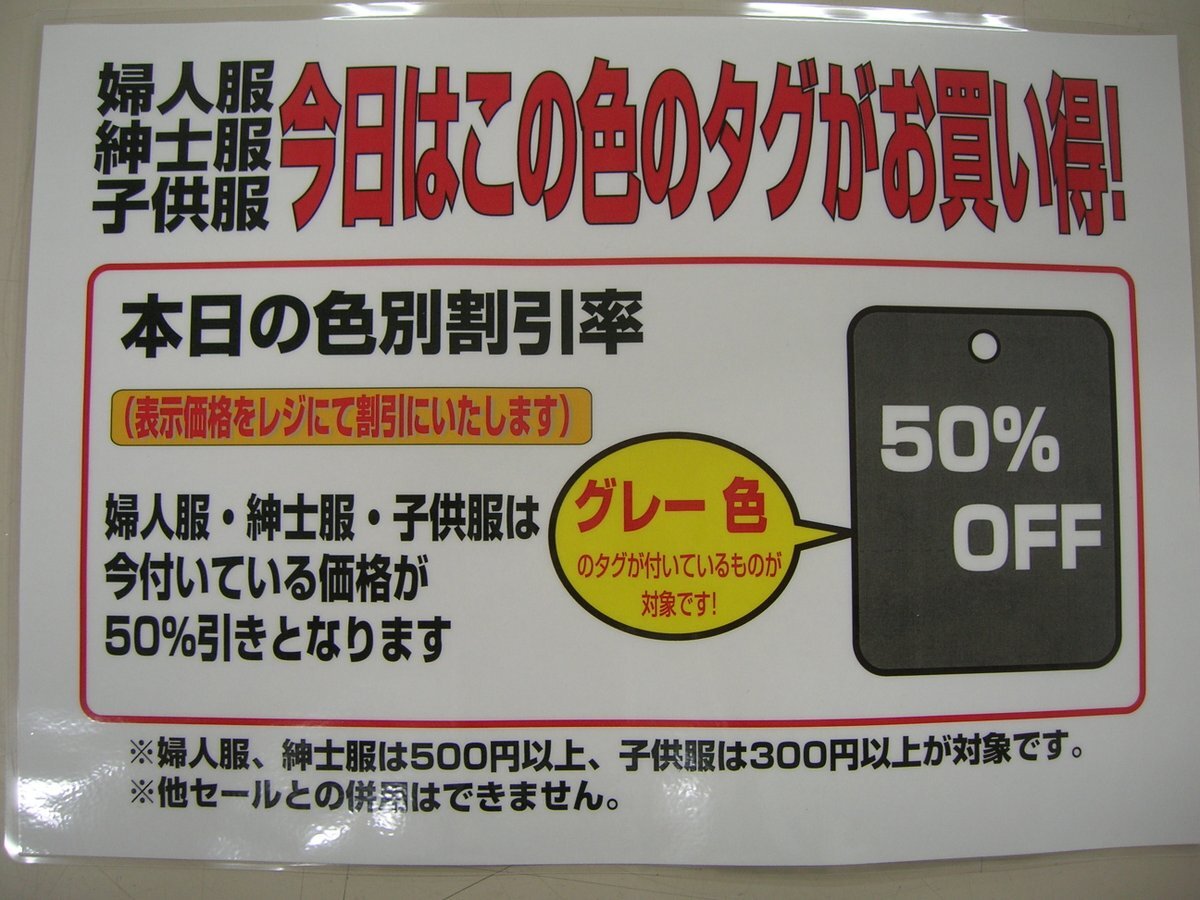 婦人服
紳士服
子供服
今日はこの色のタグがお買い得!
本日の色別割引率
(表示価格をレジにて割引にいたします)
婦人服・紳士服・子供服は
今付いている価格が
50%引きとなります
グレー 色
のタグが付いているものが
対象です!
50%
OFF
※婦人服、紳士服は500円以上、子供服は300円以上が対象です。
※他セールとの併用はできません。